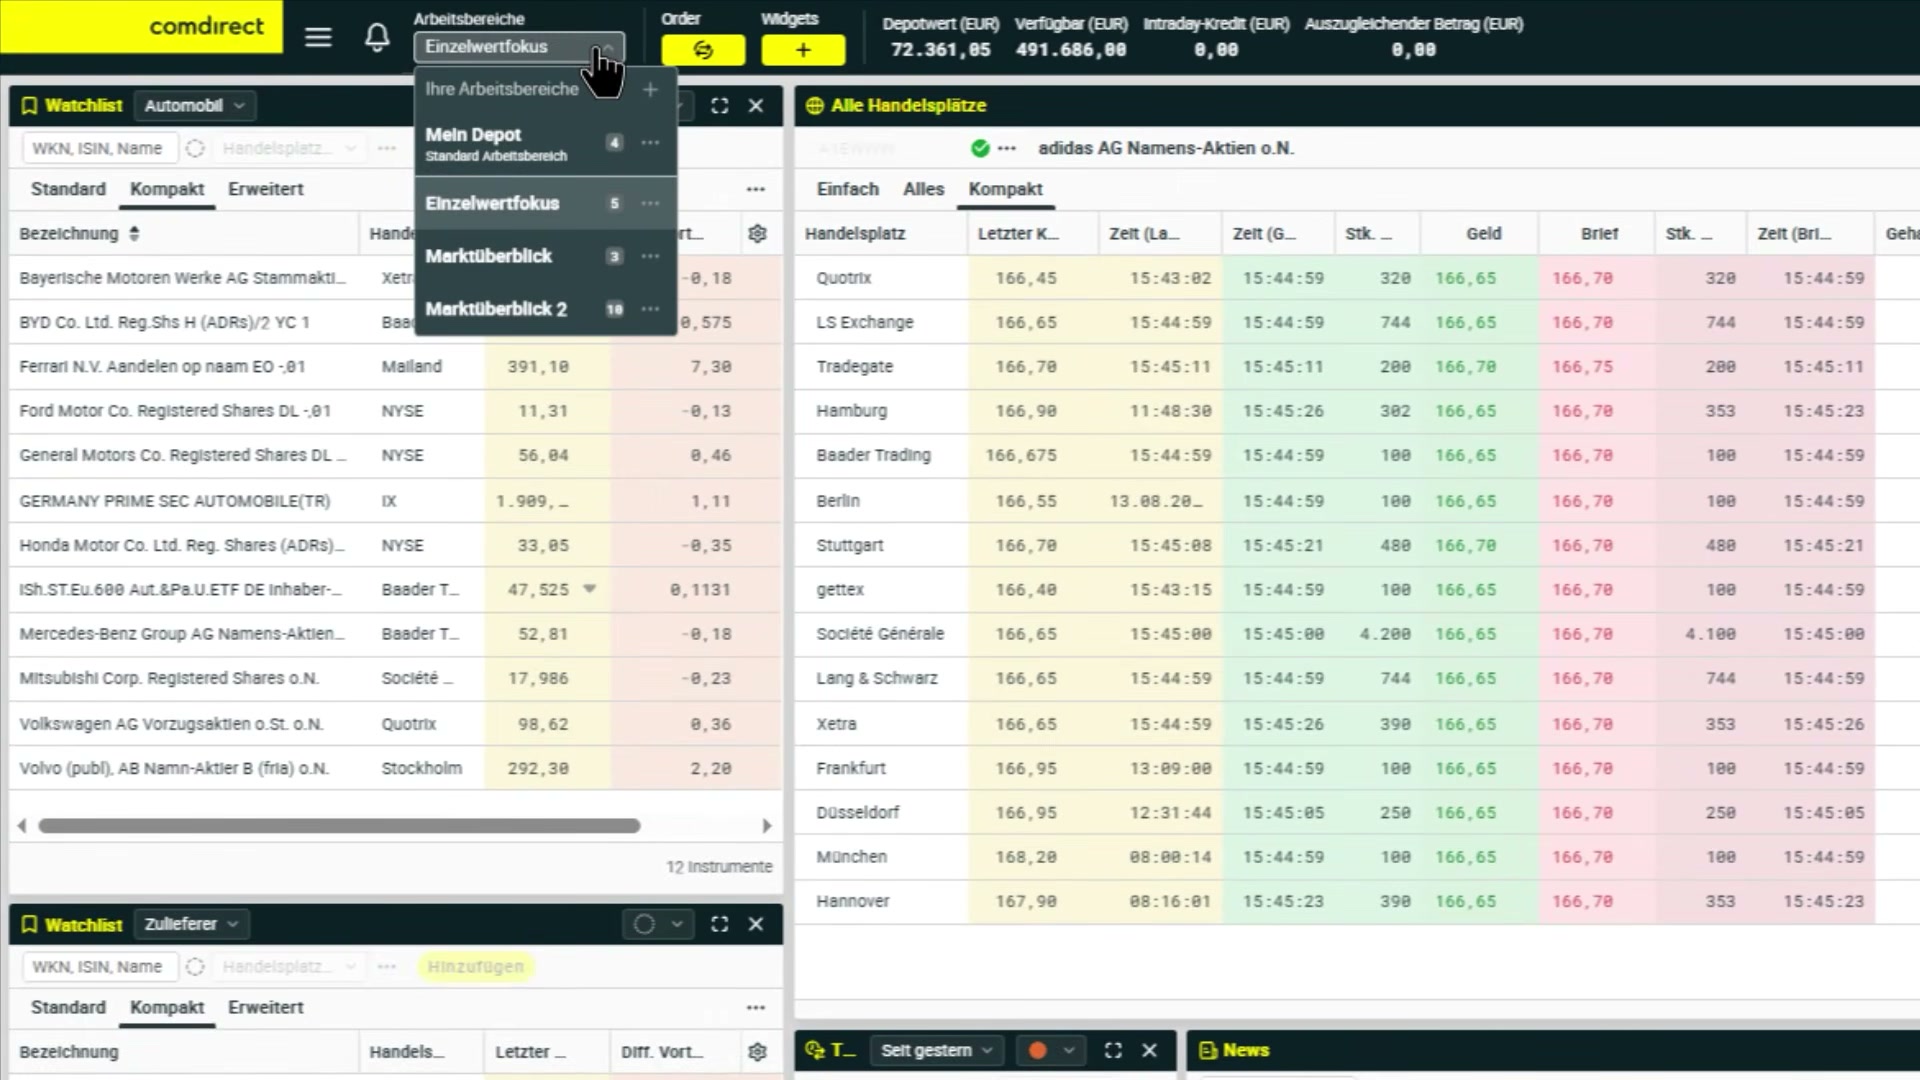 comdirect
Arbeitsbereiche
Einzelwertfokus
Order
Widgets
Depotwert (EUR)
72.361,05
Verfügbar (EUR)
491.686,00
Intraday-Kredit (EUR)
0,00
Auszugleichender Betrag (EUR)
0,00
Ihre Arbeitsbereiche
Mein Depot 4
Standard Arbeitsbereich
Einzelwertfokus 5
Marktüberblick 3
Marktüberblick 2 10
Watchlist Automobil
WKN, ISIN, Name Handelsplatz...
Standard Kompakt Erweitert
Bezeichnung
Bayerische Motoren Werke AG Stammakti... -0,18
BYD Co. Ltd. Reg.Shs H (ADRs)/2 YC 1
Ferrari N.V. Aandelen op naam EO -,01 Mailand 391,10 7,30
Ford Motor Co. Registered Shares DL -,01 NYSE 11,31 -0,13
General Motors Co. Registered Shares DL ... NYSE 56,04 0,46
GERMANY PRIME SEC AUTOMOBILE(TR) IX 1.909,... 1,11
Honda Motor Co. Ltd. Reg. Shares (ADRs)... NYSE 33,05 -0,35
ISh.ST.Eu.600 Aut.&Pa.U.ETF DE Inhaber-... Baader T... 47,525 0,1131
Mercedes-Benz Group AG Namens-Aktien... Baader T... 52,81 -0,18
Mitsubishi Corp. Registered Shares o.N. Société ... 17,986 -0,23
Volkswagen AG Vorzugsaktien o.St. o.N. Quotrix 98,62 0,36
Volvo (publ), AB Namn-Aktier B (fria) o.N. Stockholm 292,30 2,20
12 Instrumente
Watchlist Zulieferer
WKN, ISIN, Name Handelsplatz... Hinzufügen
Standard Kompakt Erweitert
Bezeichnung Handels... Letzter ... Diff. Vort...
Alle Handelsplätze
adidas AG Namens-Aktien o.N.
Einfach Alles Kompakt
Handelsplatz Letzter K... Zeit (La... Zeit (G... Stk. ... Geld Brief Stk. ... Zeit (Bri...
Quotrix 166,45 15:43:02 15:44:59 320 166,65 166,70 320 15:44:59
LS Exchange 166,65 15:44:59 15:44:59 744 166,65 166,70 744 15:44:59
Tradegate 166,70 15:45:11 15:45:11 200 166,70 166,75 200 15:45:11
Hamburg 166,90 11:48:30 15:45:26 302 166,65 166,70 353 15:45:23
Baader Trading 166,675 15:44:59 15:44:59 100 166,65 166,70 100 15:44:59
Berlin 166,55 13.08.20... 15:44:59 100 166,65 166,70 100 15:44:59
Stuttgart 166,70 15:45:08 15:45:21 480 166,70 166,70 480 15:45:21
gettex 166,40 15:43:15 15:44:59 100 166,65 166,70 100 15:44:59
Société Générale 166,65 15:45:00 15:45:00 4.200 166,65 166,70 4.100 15:45:00
Lang & Schwarz 166,65 15:44:59 15:44:59 744 166,65 166,70 744 15:44:59
Xetra 166,65 15:44:59 15:45:26 390 166,65 166,70 353 15:45:26
Frankfurt 166,95 13:09:00 15:44:59 100 166,65 166,70 100 15:44:59
Düsseldorf 166,95 12:31:44 15:45:05 250 166,65 166,70 250 15:45:05
München 168,20 08:00:14 15:44:59 100 166,65 166,70 100 15:44:59
Hannover 167,90 08:16:01 15:45:23 390 166,65 166,70 353 15:45:23
T... Seit gestern
News